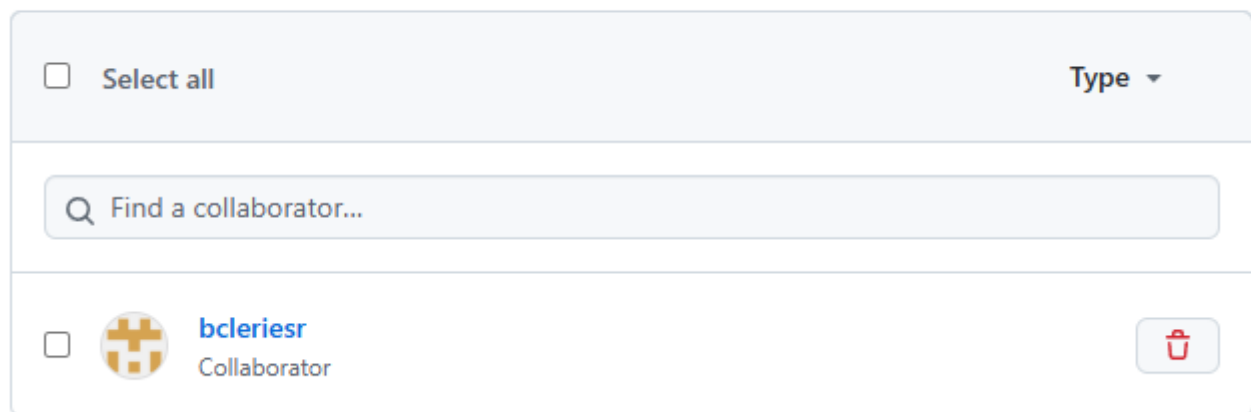 Select all
Type
Find a collaborator...
bcleriesr
Collaborator